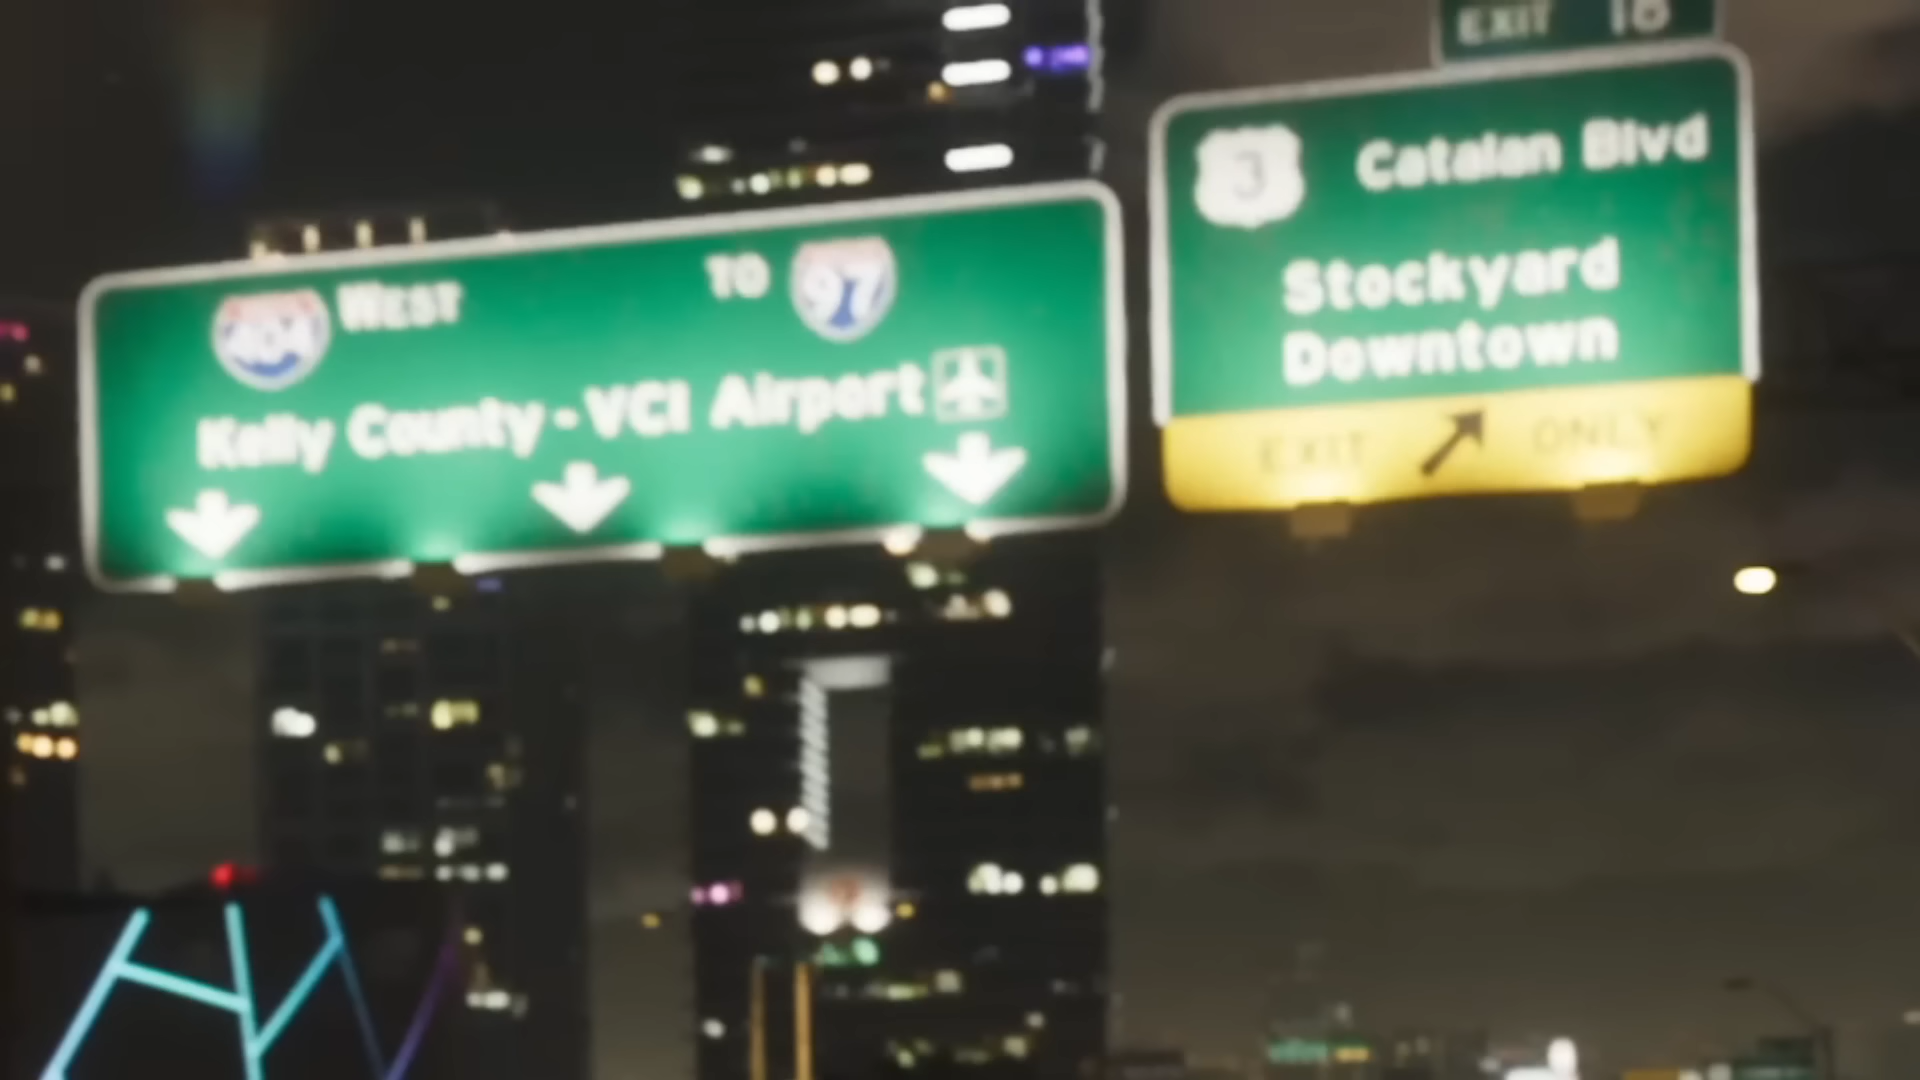 404 WEST TO 97
Kelly County - VCI Airport
EXIT 18
3 Catalan Blvd
Stockyard
Downtown
EXIT ONLY